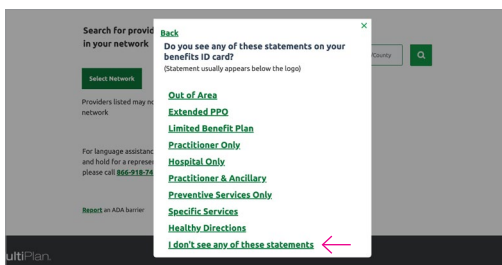 Search for provid
in your network
Select Network
Providers listed may no
network
For language assistanc
and hold for a represe
please call 866-918-74
Report an ADA barrier
ultiPlan.
Back
×
Do you see any of these statements on your
benefits ID card?
(Statement usually appears below the logo)
Out of Area
Extended PPO
Limited Benefit Plan
Practitioner Only
Hospital Only
Practitioner & Ancillary
Preventive Services Only
Specific Services
Healthy Directions
I don't see any of these statements
/County